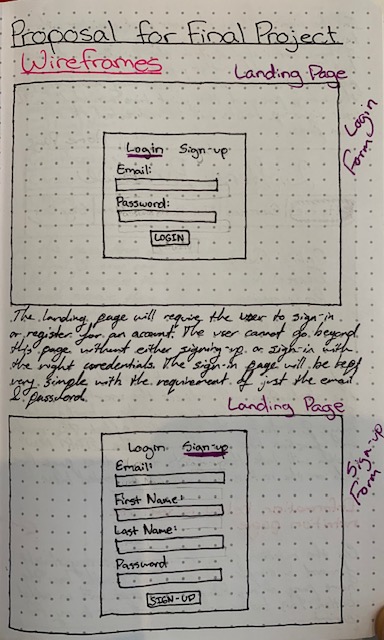 Proposal for Final Project
Wireframes
Landing Page
Login Form
Login Sign-up
Email:
Password:
LOGIN
The landing page will require the user to sign-in
or register for an account. The user cannot go beyond
this page without either signing-up or sign-in with
the right credentials. The sign-in page will be kept
very simple with the requirement of just the email
& password.
Landing Page
Sign-up Form
Login Sign-up
Email:
First Name:
Last Name:
Password
SIGN-UP